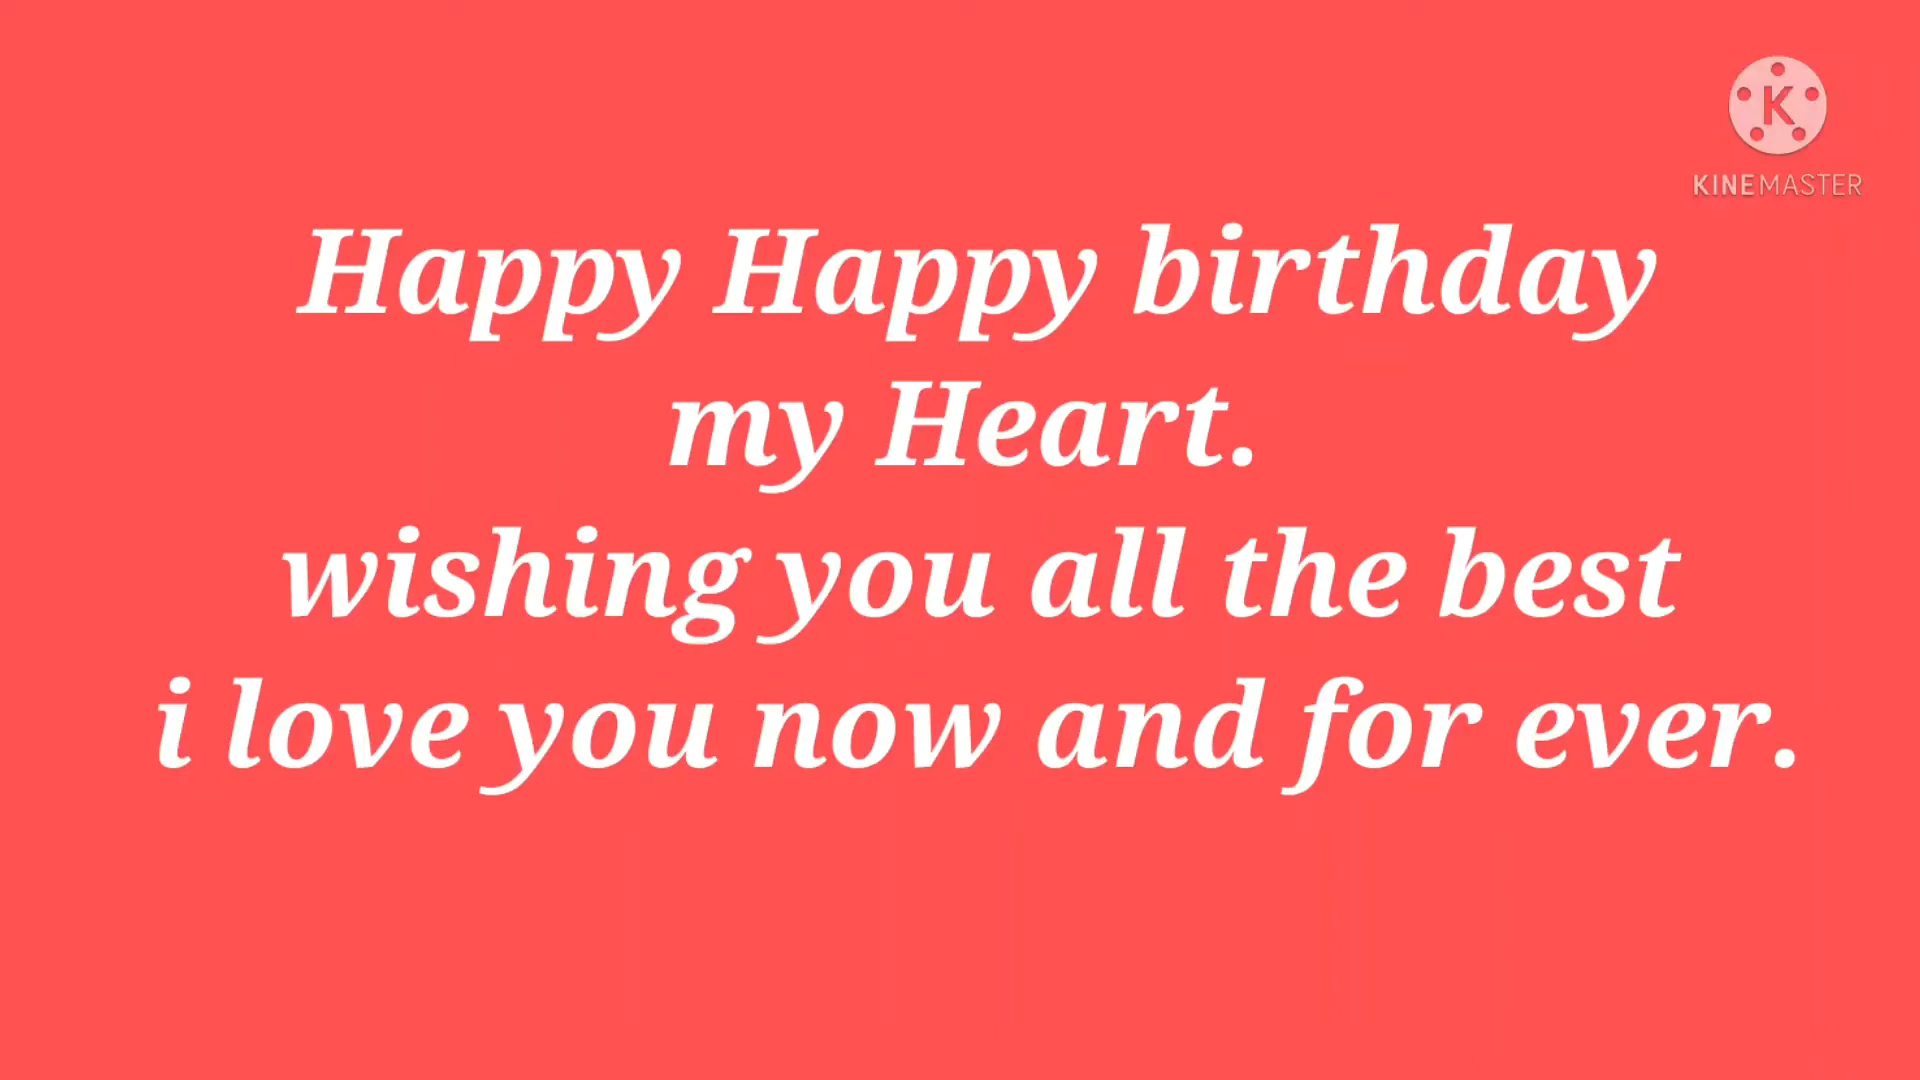 K
KINEMASTER
Happy Happy birthday
my Heart.
wishing you all the best
i love you now and for ever.